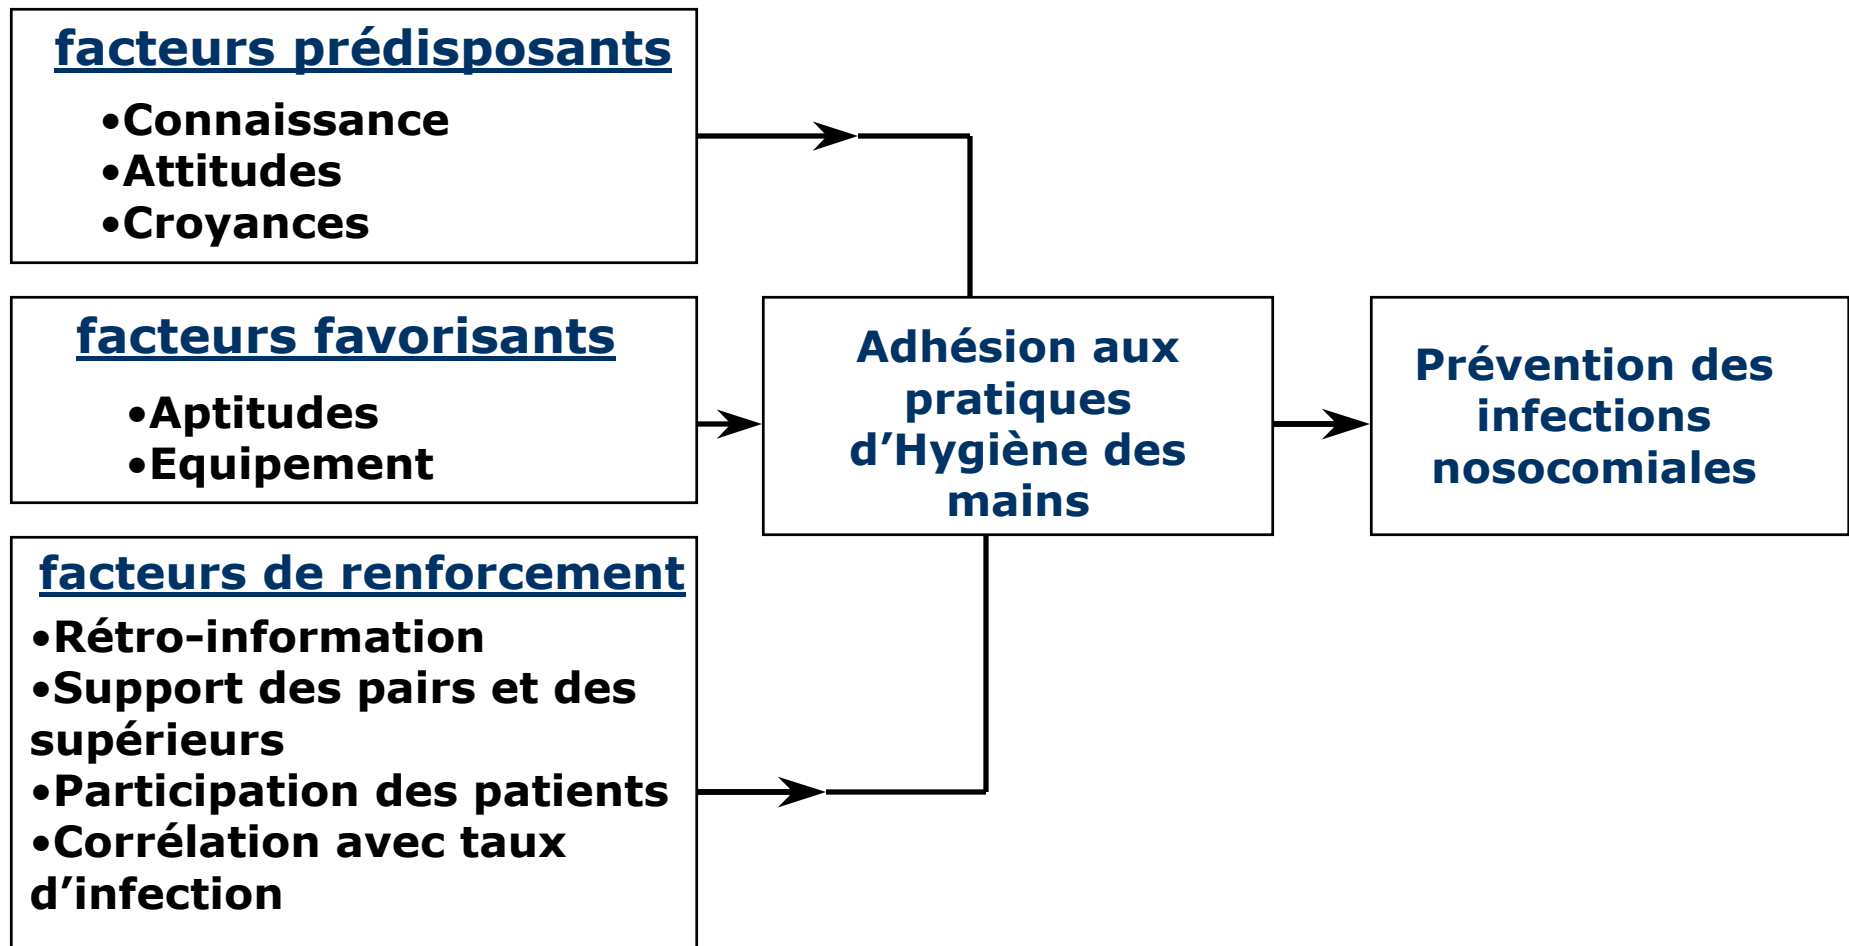 facteurs prédisposants
•Connaissance
•Attitudes
•Croyances
facteurs favorisants
•Aptitudes
•Equipement
facteurs de renforcement
•Rétro-information
•Support des pairs et des
supérieurs
•Participation des patients
•Corrélation avec taux
d’infection
Adhésion aux
pratiques
d’Hygiène des
mains
Prévention des
infections
nosocomiales